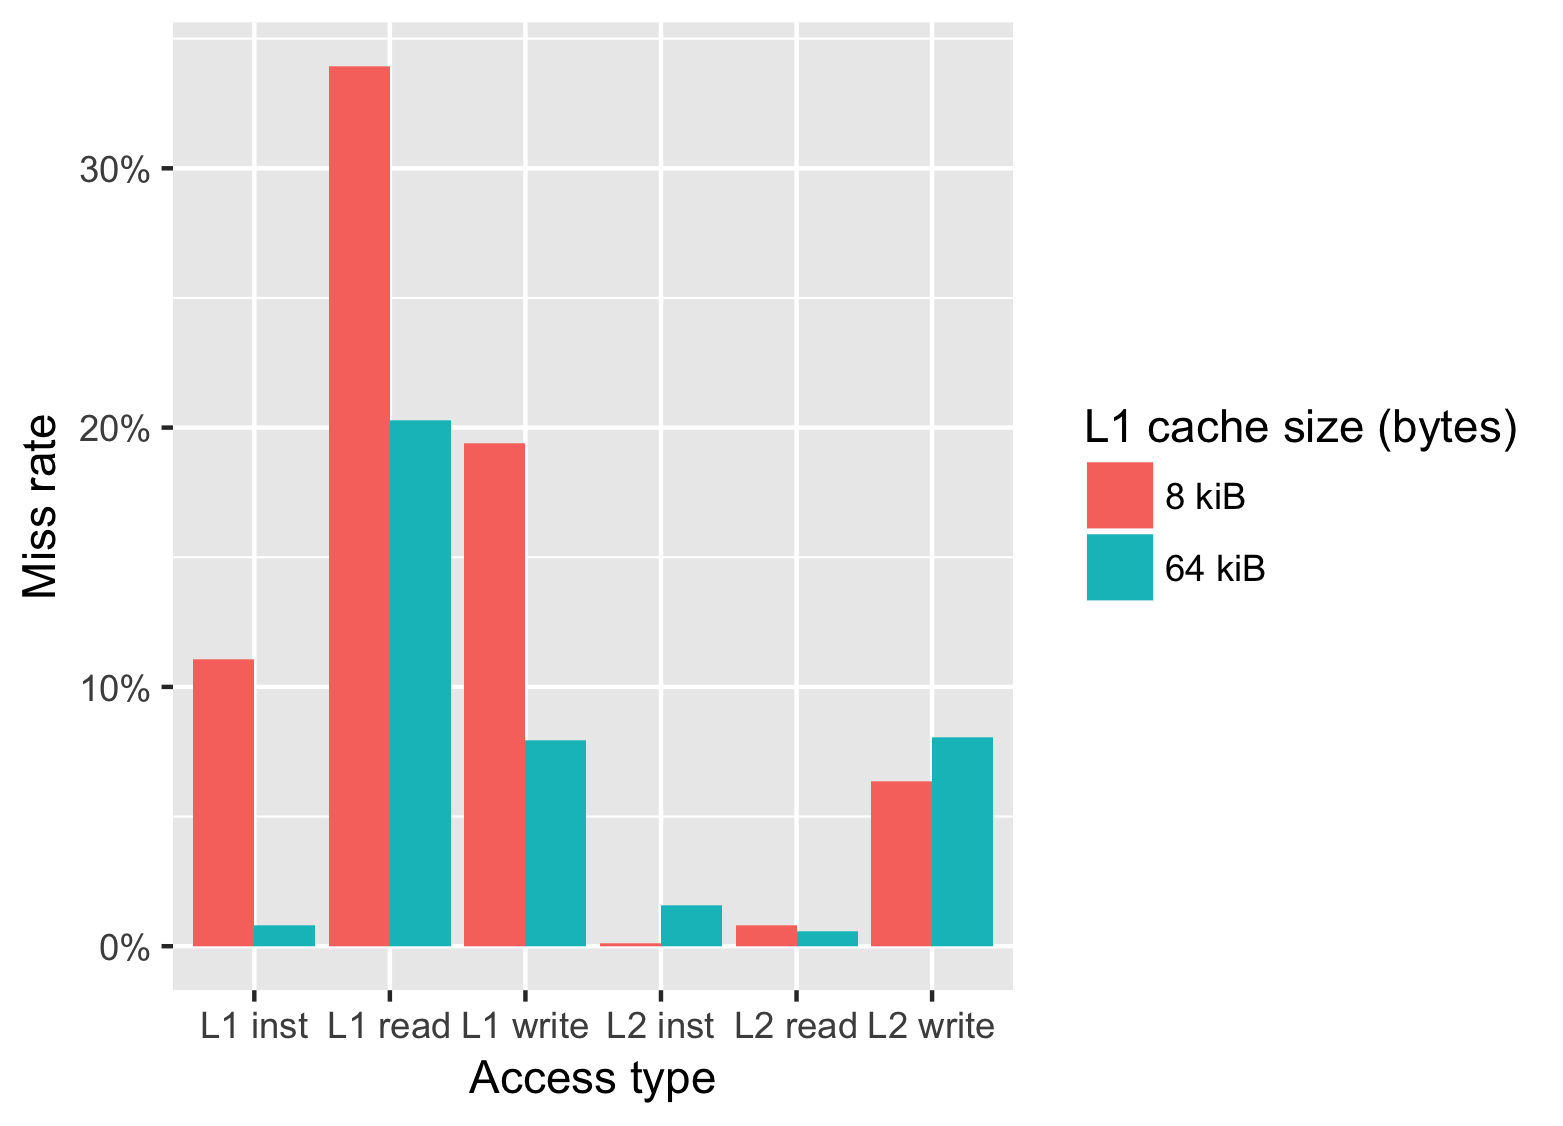 30%
20%
10%
0%
Miss rate
L1 inst L1 read L1 write L2 inst L2 read L2 write
Access type
L1 cache size (bytes)
8 kiB
64 kiB